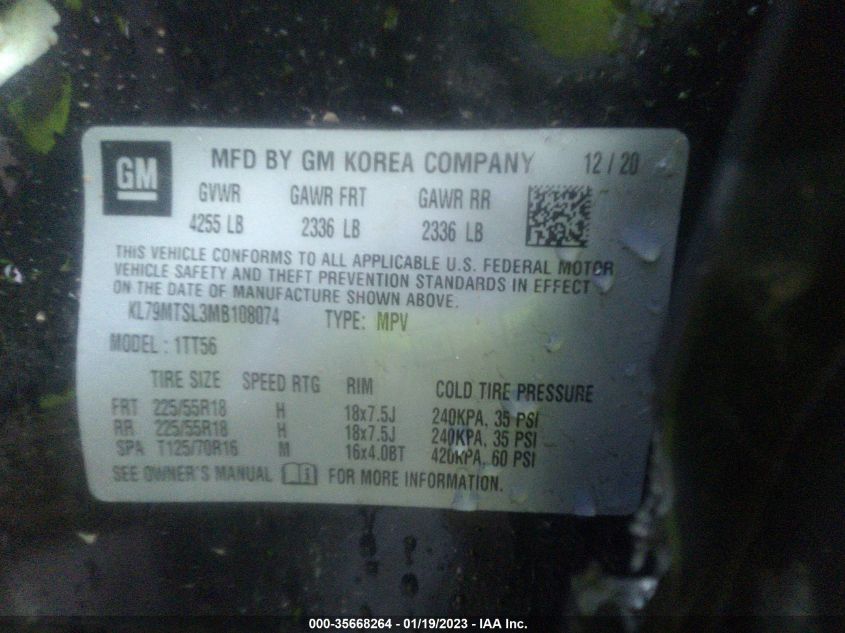 GM
MFD BY GM KOREA COMPANY 12 / 20
GVWR GAWR FRT GAWR RR
4255 LB 2336 LB 2336 LB
THIS VEHICLE CONFORMS TO ALL APPLICABLE U.S. FEDERAL MOTOR
VEHICLE SAFETY AND THEFT PREVENTION STANDARDS IN EFFECT
ON THE DATE OF MANUFACTURE SHOWN ABOVE.
KL79MTSL3MB108074 TYPE: MPV
MODEL : 1TT56
TIRE SIZE SPEED RTG RIM COLD TIRE PRESSURE
FRT 225/55R18 H 18x7.5J 240KPA, 35 PSI
RR 225/55R18 H 18x7.5J 240KPA, 35 PSI
SPA T125/70R16 M 16x4.0BT 420KPA, 60 PSI
SEE OWNER'S MANUAL i FOR MORE INFORMATION.
000-35668264 - 01/19/2023 - IAA Inc.